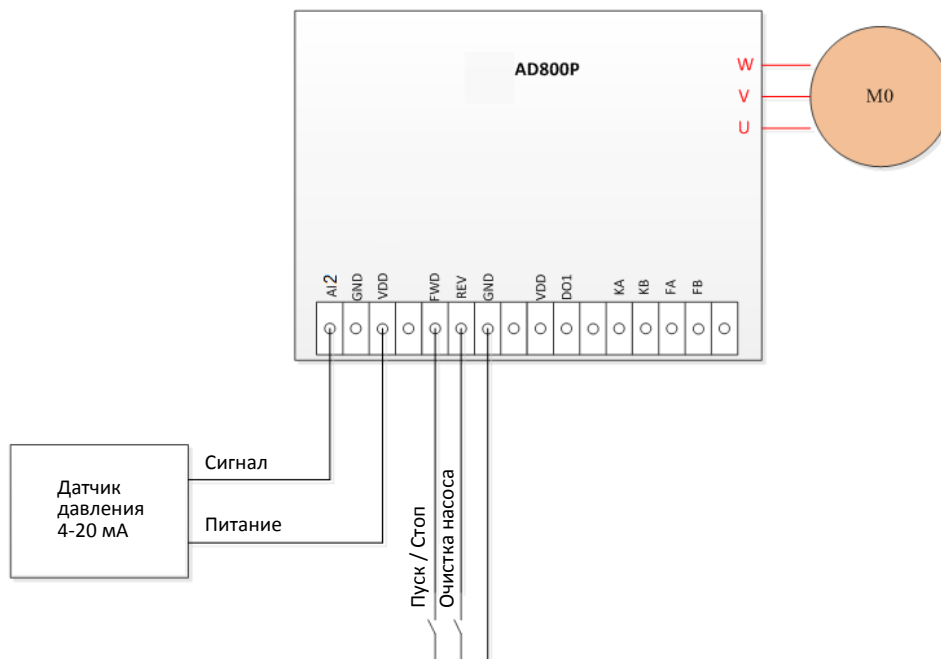 AD800P
W
V
U
M0
AI2
GND
VDD
FWD
REV
GND
VDD
DO1
KA
KB
FA
FB
Сигнал
Датчик
давления
4-20 мА
Питание
Пуск / Стоп
Очистка насоса